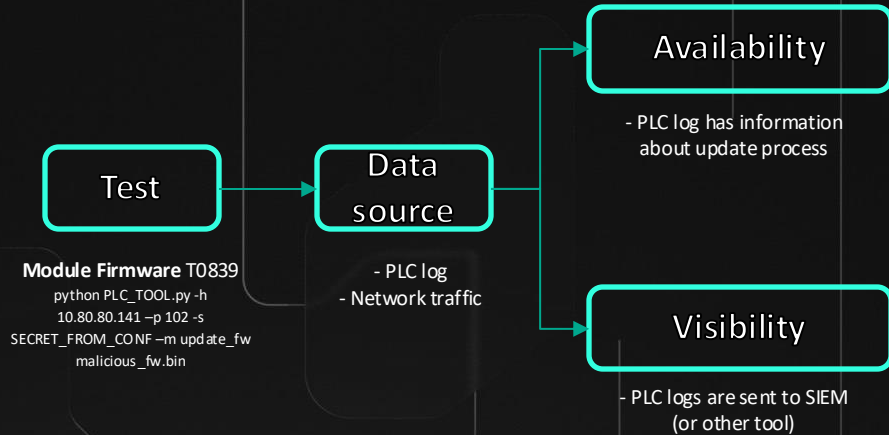 Test
Module Firmware T0839
python PLC_TOOL.py -h
10.80.80.141 –p 102 -s
SECRET_FROM_CONF –m update_fw
malicious_fw.bin
Data
source
- PLC log
- Network traffic
Availability
- PLC log has information
about update process
Visibility
- PLC logs are sent to SIEM
(or other tool)